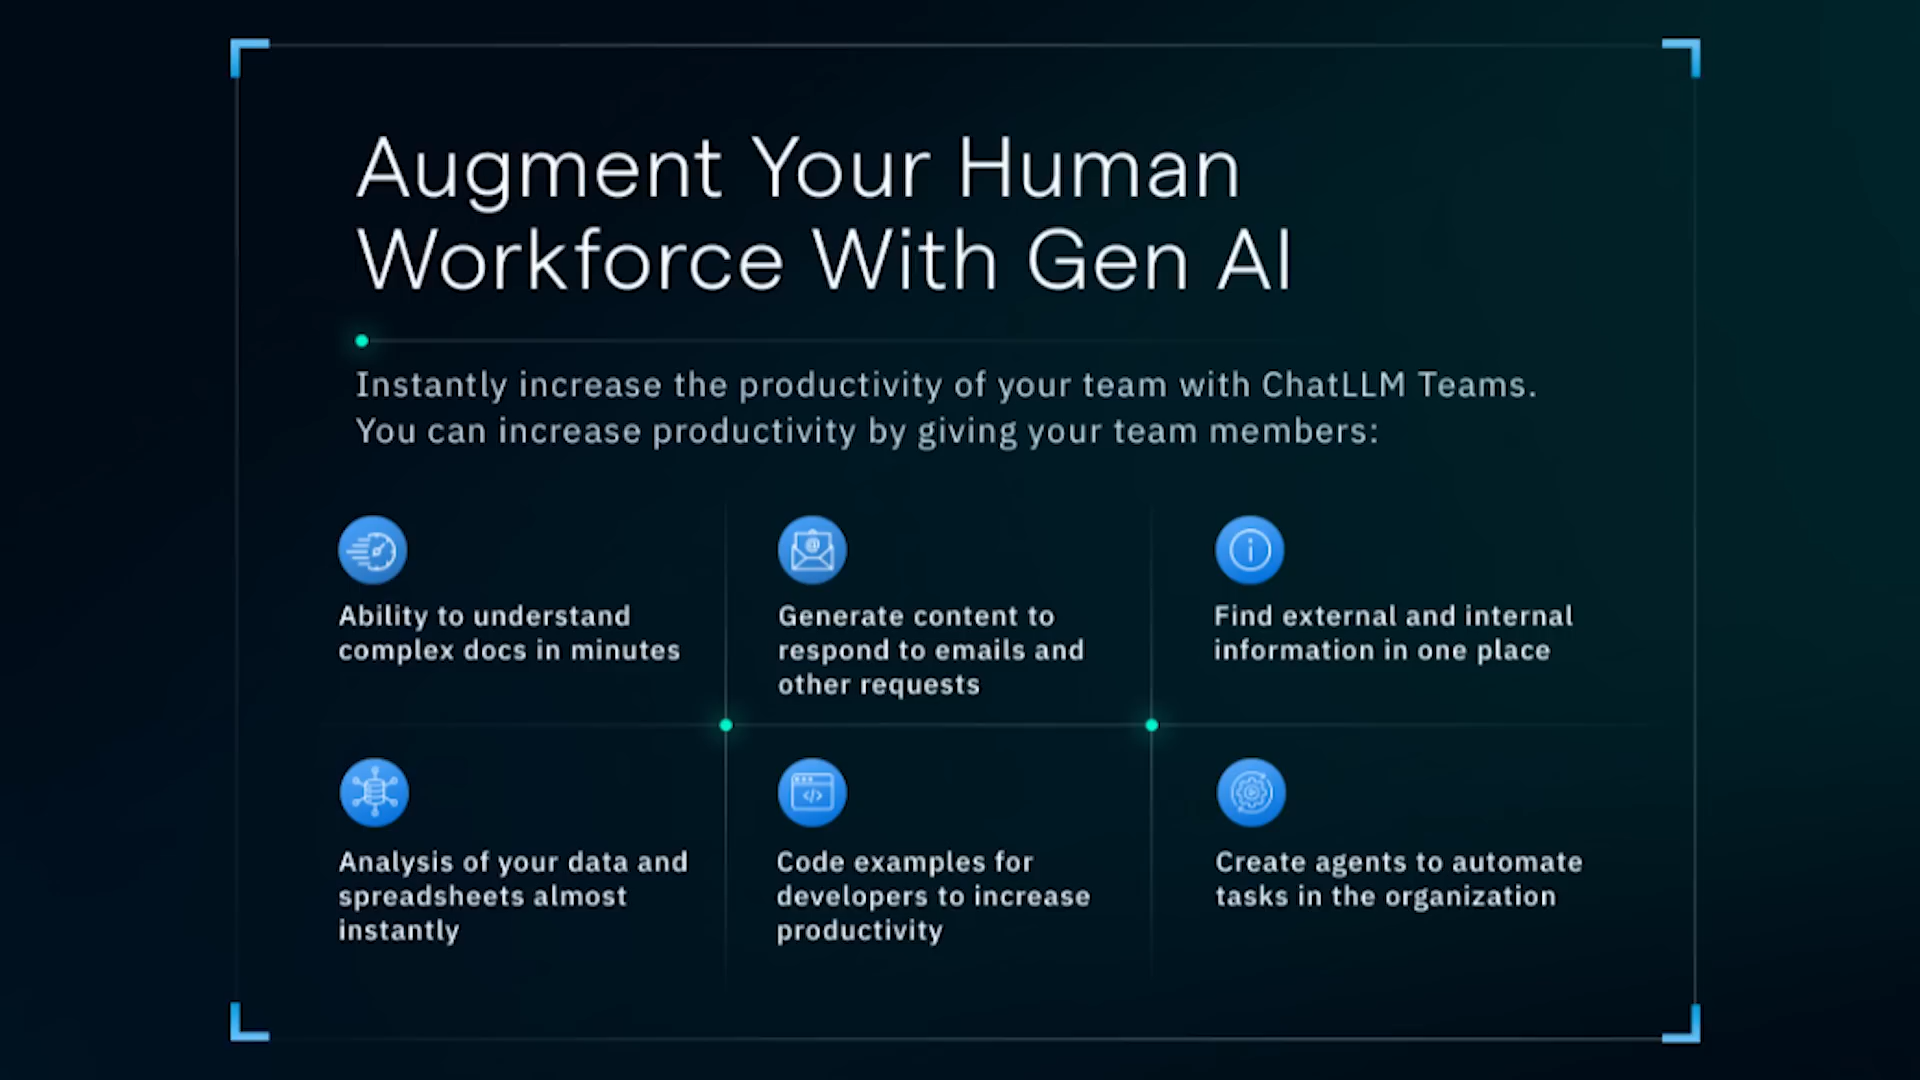 Augment Your Human
Workforce With Gen AI
Instantly increase the productivity of your team with ChatLLM Teams.
You can increase productivity by giving your team members:
Ability to understand
complex docs in minutes
Generate content to
respond to emails and
other requests
Find external and internal
information in one place
Analysis of your data and
spreadsheets almost
instantly
Code examples for
developers to increase
productivity
Create agents to automate
tasks in the organization